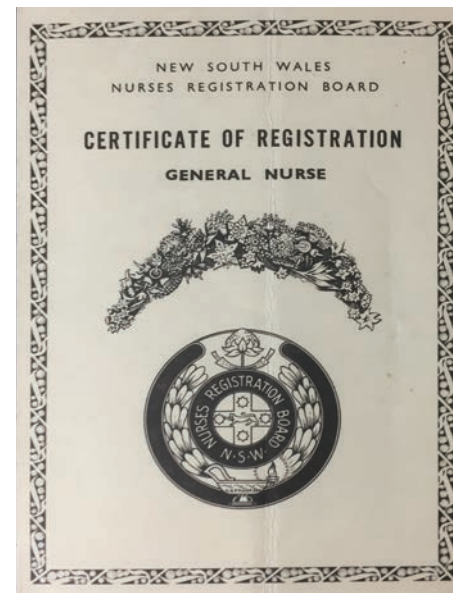 NEW SOUTH WALES
NURSES REGISTRATION BOARD
CERTIFICATE OF REGISTRATION
GENERAL NURSE
NURSES REGISTRATION BOARD
N·S·W·